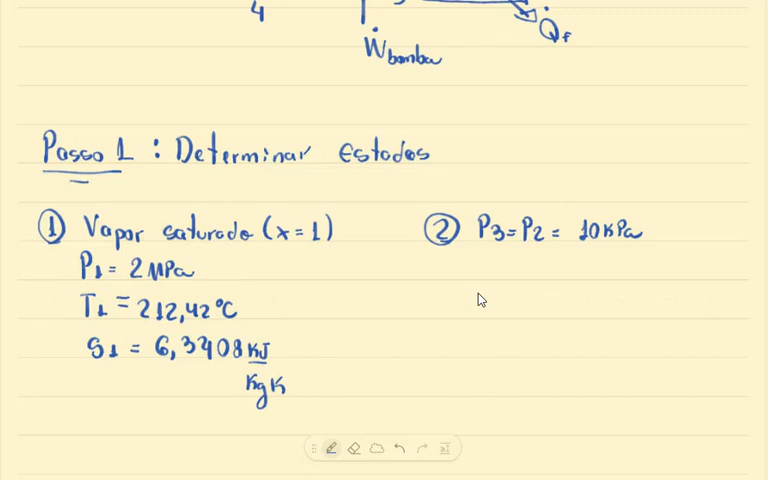 4
Ẇbomba
Q̇f
Passo 1 : Determinar Estados
① Vapor saturado (x = 1)
P1 = 2 MPa
T1 = 212,42°C
S1 = 6,3408 KJ
KgK
② P3 = P2 = 10 KPa